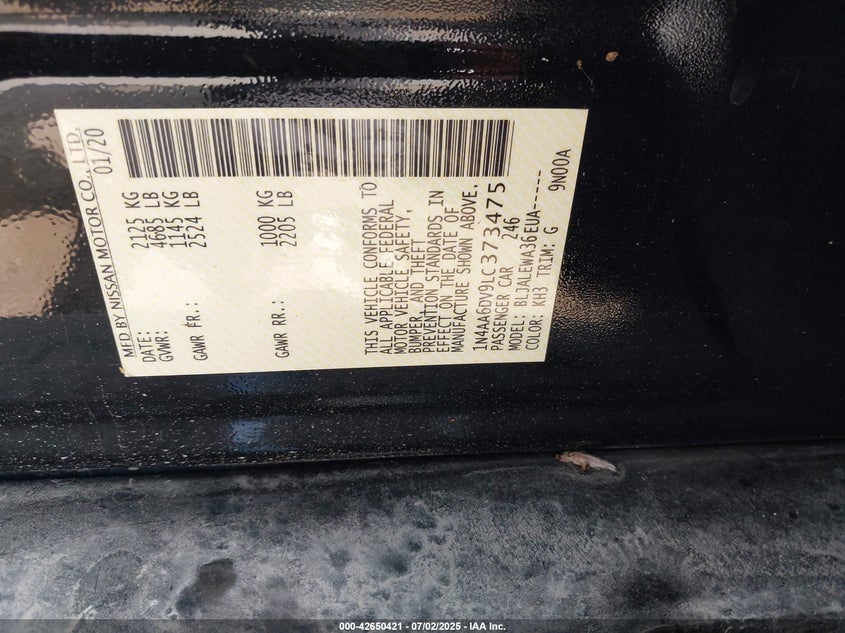 MFD BY NISSAN MOTOR CO., LTD.
DATE: 01/20
GVWR: 2125 KG
4685 LB
GAWR FR.: 1145 KG
2524 LB
GAWR RR.: 1000 KG
2205 LB
THIS VEHICLE CONFORMS TO
ALL APPLICABLE FEDERAL
MOTOR VEHICLE SAFETY,
BUMPER, AND THEFT
PREVENTION STANDARDS IN
EFFECT ON THE DATE OF
MANUFACTURE SHOWN ABOVE.
1N4AA6DV9LC373475
PASSENGER CAR 246
MODEL: BLJALEWA36EUA-----
COLOR: KH3 TRIM: G 9N00A
000-42650421 - 07/02/2025 - IAA Inc.